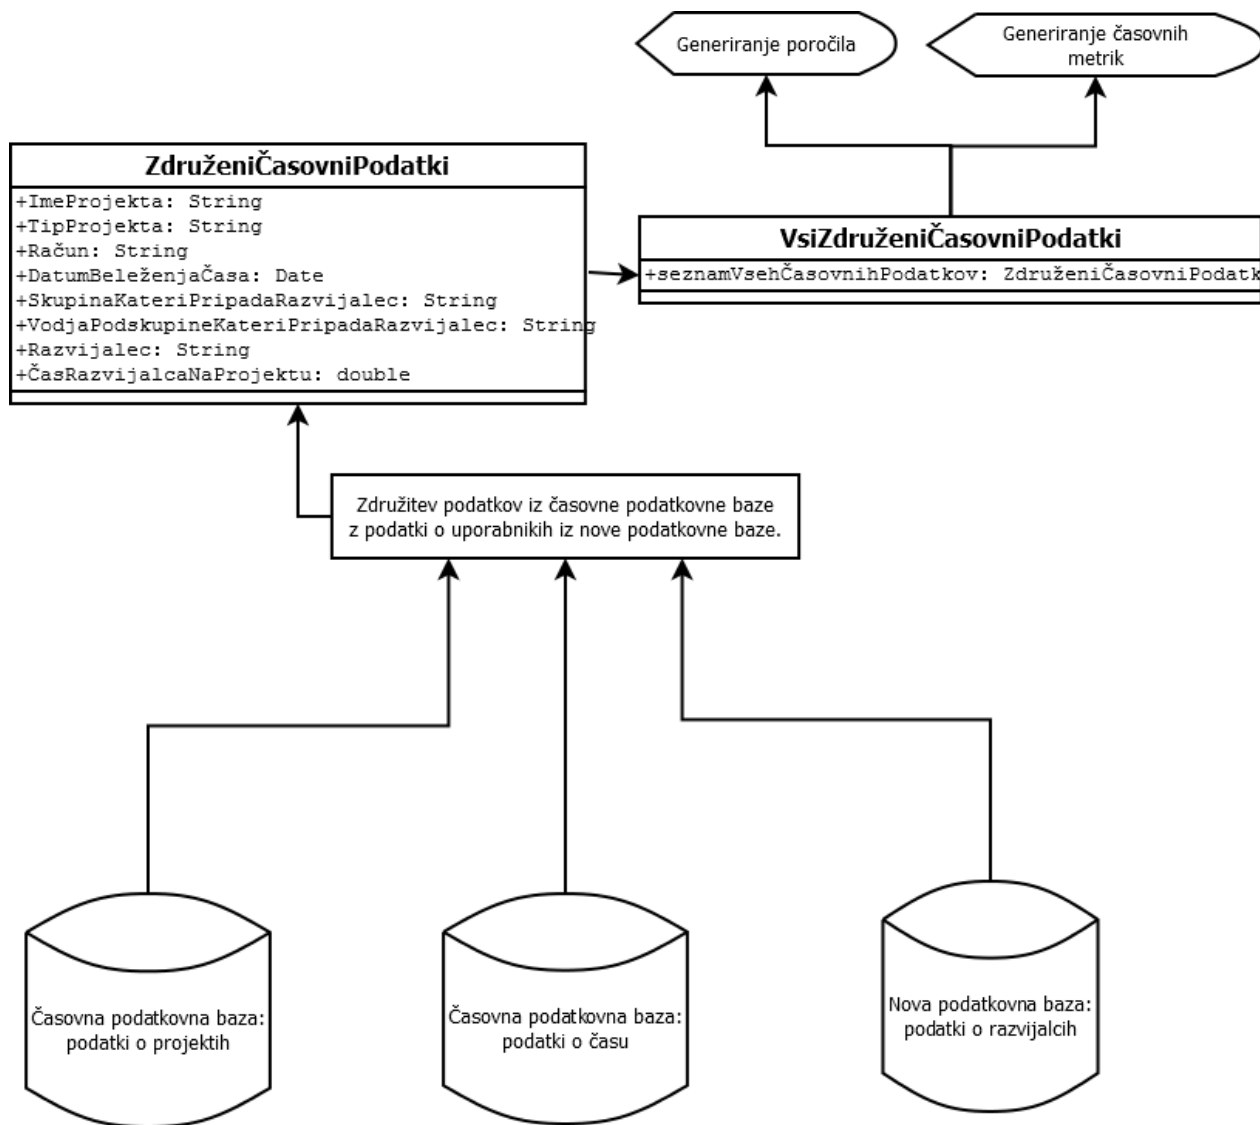 Generiranje poročila
Generiranje časovnih
metrik
ZdruženiČasovniPodatki
+ImeProjekta: String
+TipProjekta: String
+Račun: String
+DatumBeleženjaČasa: Date
+SkupinaKateriPripadaRazvijalec: String
+VodjaPodskupineKateriPripadaRazvijalec: String
+Razvijalec: String
+ČasRazvijalcaNaProjektu: double
VsiZdruženiČasovniPodatki
+seznamVsehČasovnihPodatkov: ZdruženiČasovniPodatk
Združitev podatkov iz časovne podatkovne baze
z podatki o uporabnikih iz nove podatkovne baze.
Časovna podatkovna baza:
podatki o projektih
Časovna podatkovna baza:
podatki o času
Nova podatkovna baza:
podatki o razvijalcih